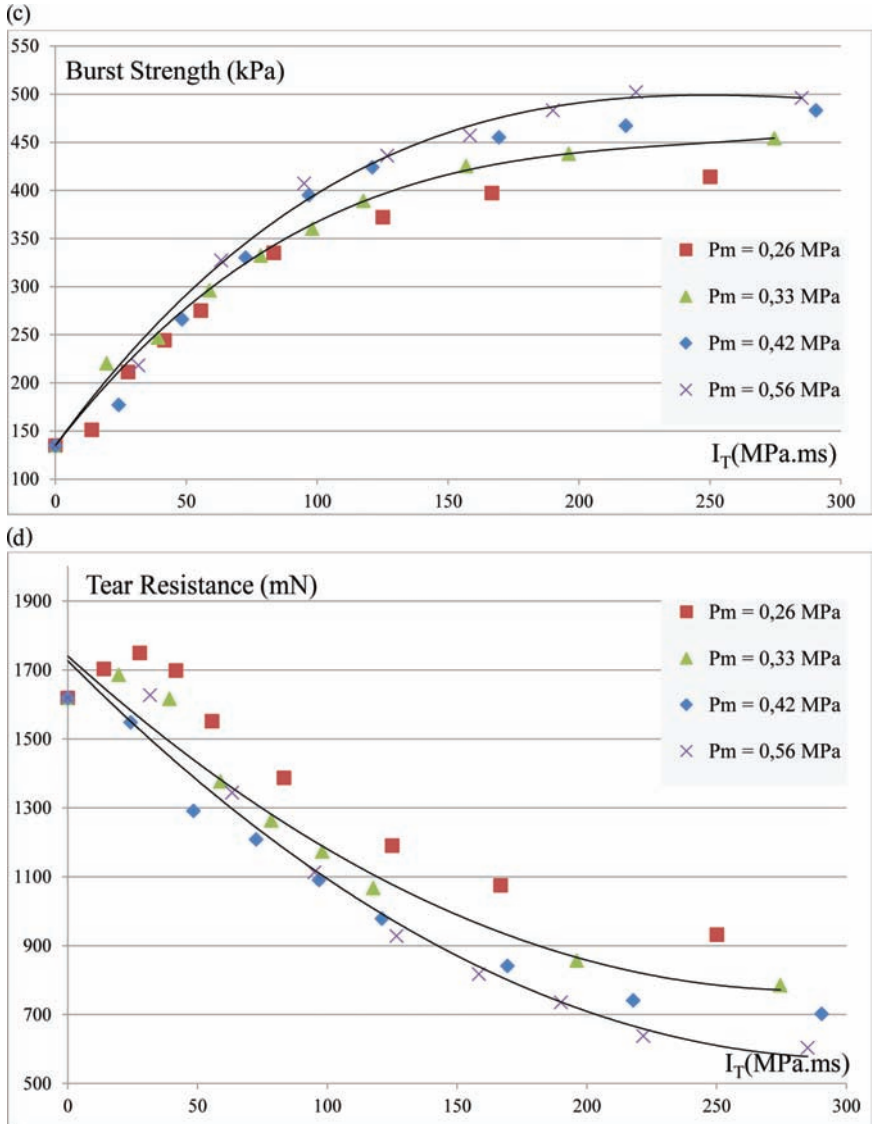 (c)
550
Burst Strength (kPa)
500
450
400
350
300
250
200
150
100
Pm = 0,26 MPa
Pm = 0,33 MPa
Pm = 0,42 MPa
Pm = 0,56 MPa
I_T(MPa.ms)
0 50 100 150 200 250 300
(d)
Tear Resistance (mN)
1900
1700
1500
1300
1100
900
700
500
Pm = 0,26 MPa
Pm = 0,33 MPa
Pm = 0,42 MPa
Pm = 0,56 MPa
I_T(MPa.ms)
0 50 100 150 200 250 300